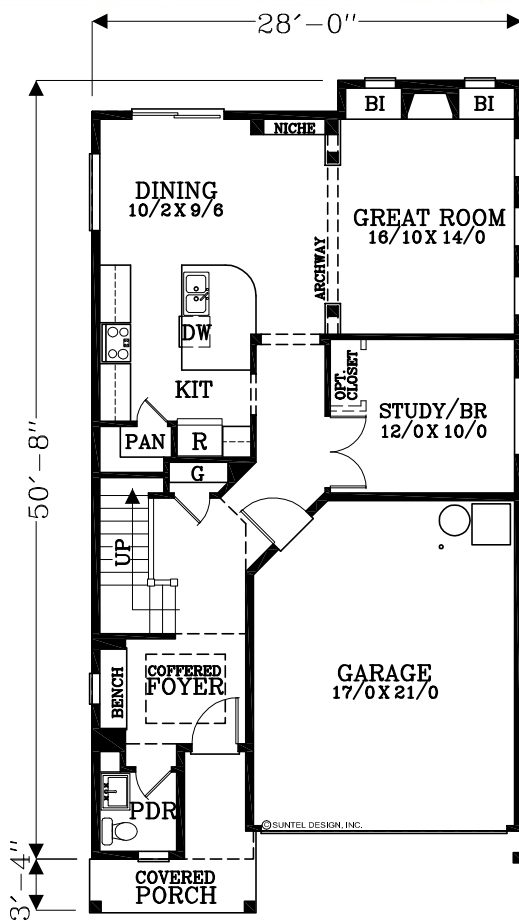 28'-0"
BI
BI
NICHE
DINING
10/2 X 9/6
GREAT ROOM
16/10 X 14/0
ARCHWAY
DW
KIT
OPT.
CLOSET
STUDY/BR
12/0 X 10/0
PAN
R
G
50'-8"
UP
BENCH
COFFERED
FOYER
GARAGE
17/0 X 21/0
PDR
© SUNTEL DESIGN, INC.
3'-4"
COVERED
PORCH